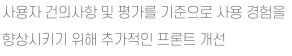 사용자 건의사항 및 평가를 기준으로 사용 경험을
향상시키기 위해 추가적인 프론트 개선